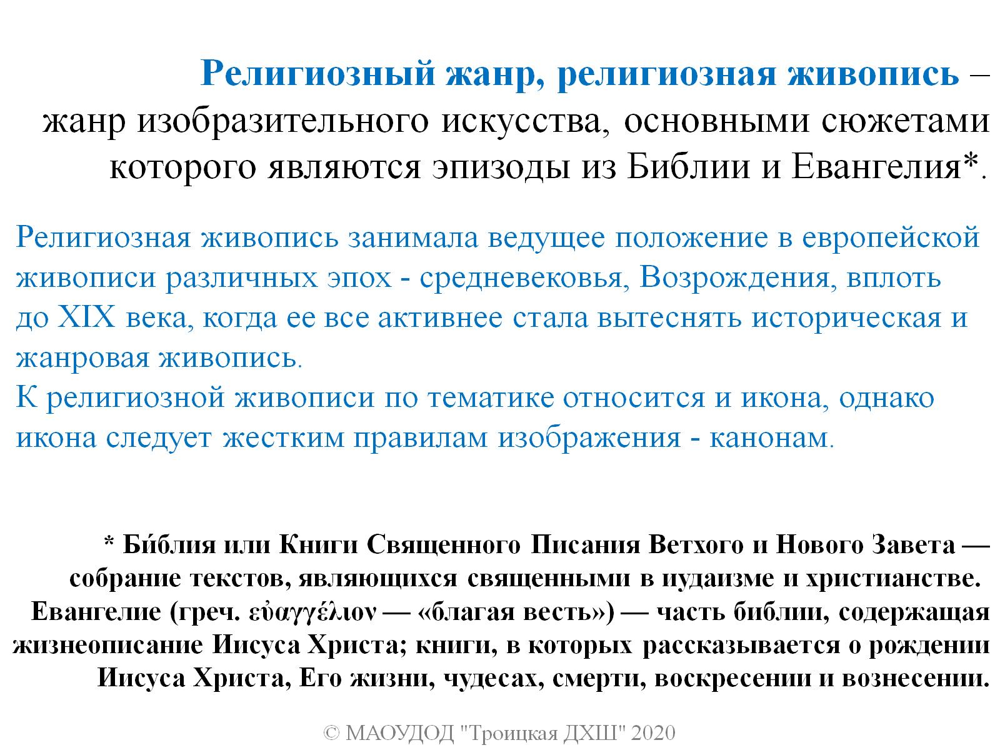 Религиозный жанр, религиозная живопись –
жанр изобразительного искусства, основными сюжетами
которого являются эпизоды из Библии и Евангелия*.
Религиозная живопись занимала ведущее положение в европейской
живописи различных эпох - средневековья, Возрождения, вплоть
до XIX века, когда ее все активнее стала вытеснять историческая и
жанровая живопись.
К религиозной живописи по тематике относится и икона, однако
икона следует жестким правилам изображения - канонам.
* Би́блия или Книги Священного Писания Ветхого и Нового Завета —
собрание текстов, являющихся священными в иудаизме и христианстве.
Евангелие (греч. εὐαγγέλιον — «благая весть») — часть библии, содержащая
жизнеописание Иисуса Христа; книги, в которых рассказывается о рождении
Иисуса Христа, Его жизни, чудесах, смерти, воскресении и вознесении.
© МАОУДОД "Троицкая ДХШ" 2020